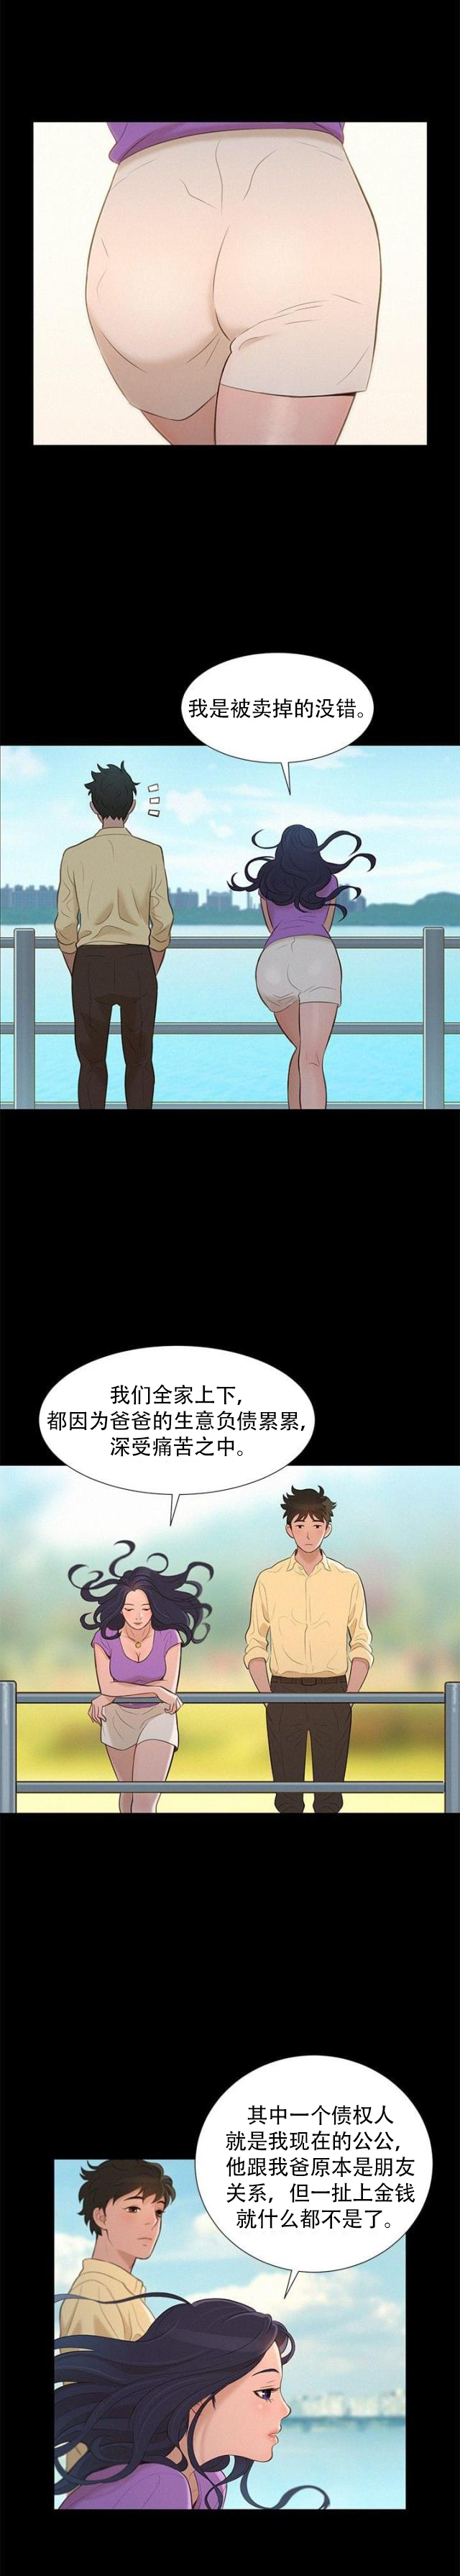 我是被卖掉的没错。
我们全家上下，
都因为爸爸的生意负债累累，
深受痛苦之中。
其中一个债权人
就是我现在的公公，
他跟我爸原本是朋友
关系，但一扯上金钱
就什么都不是了。